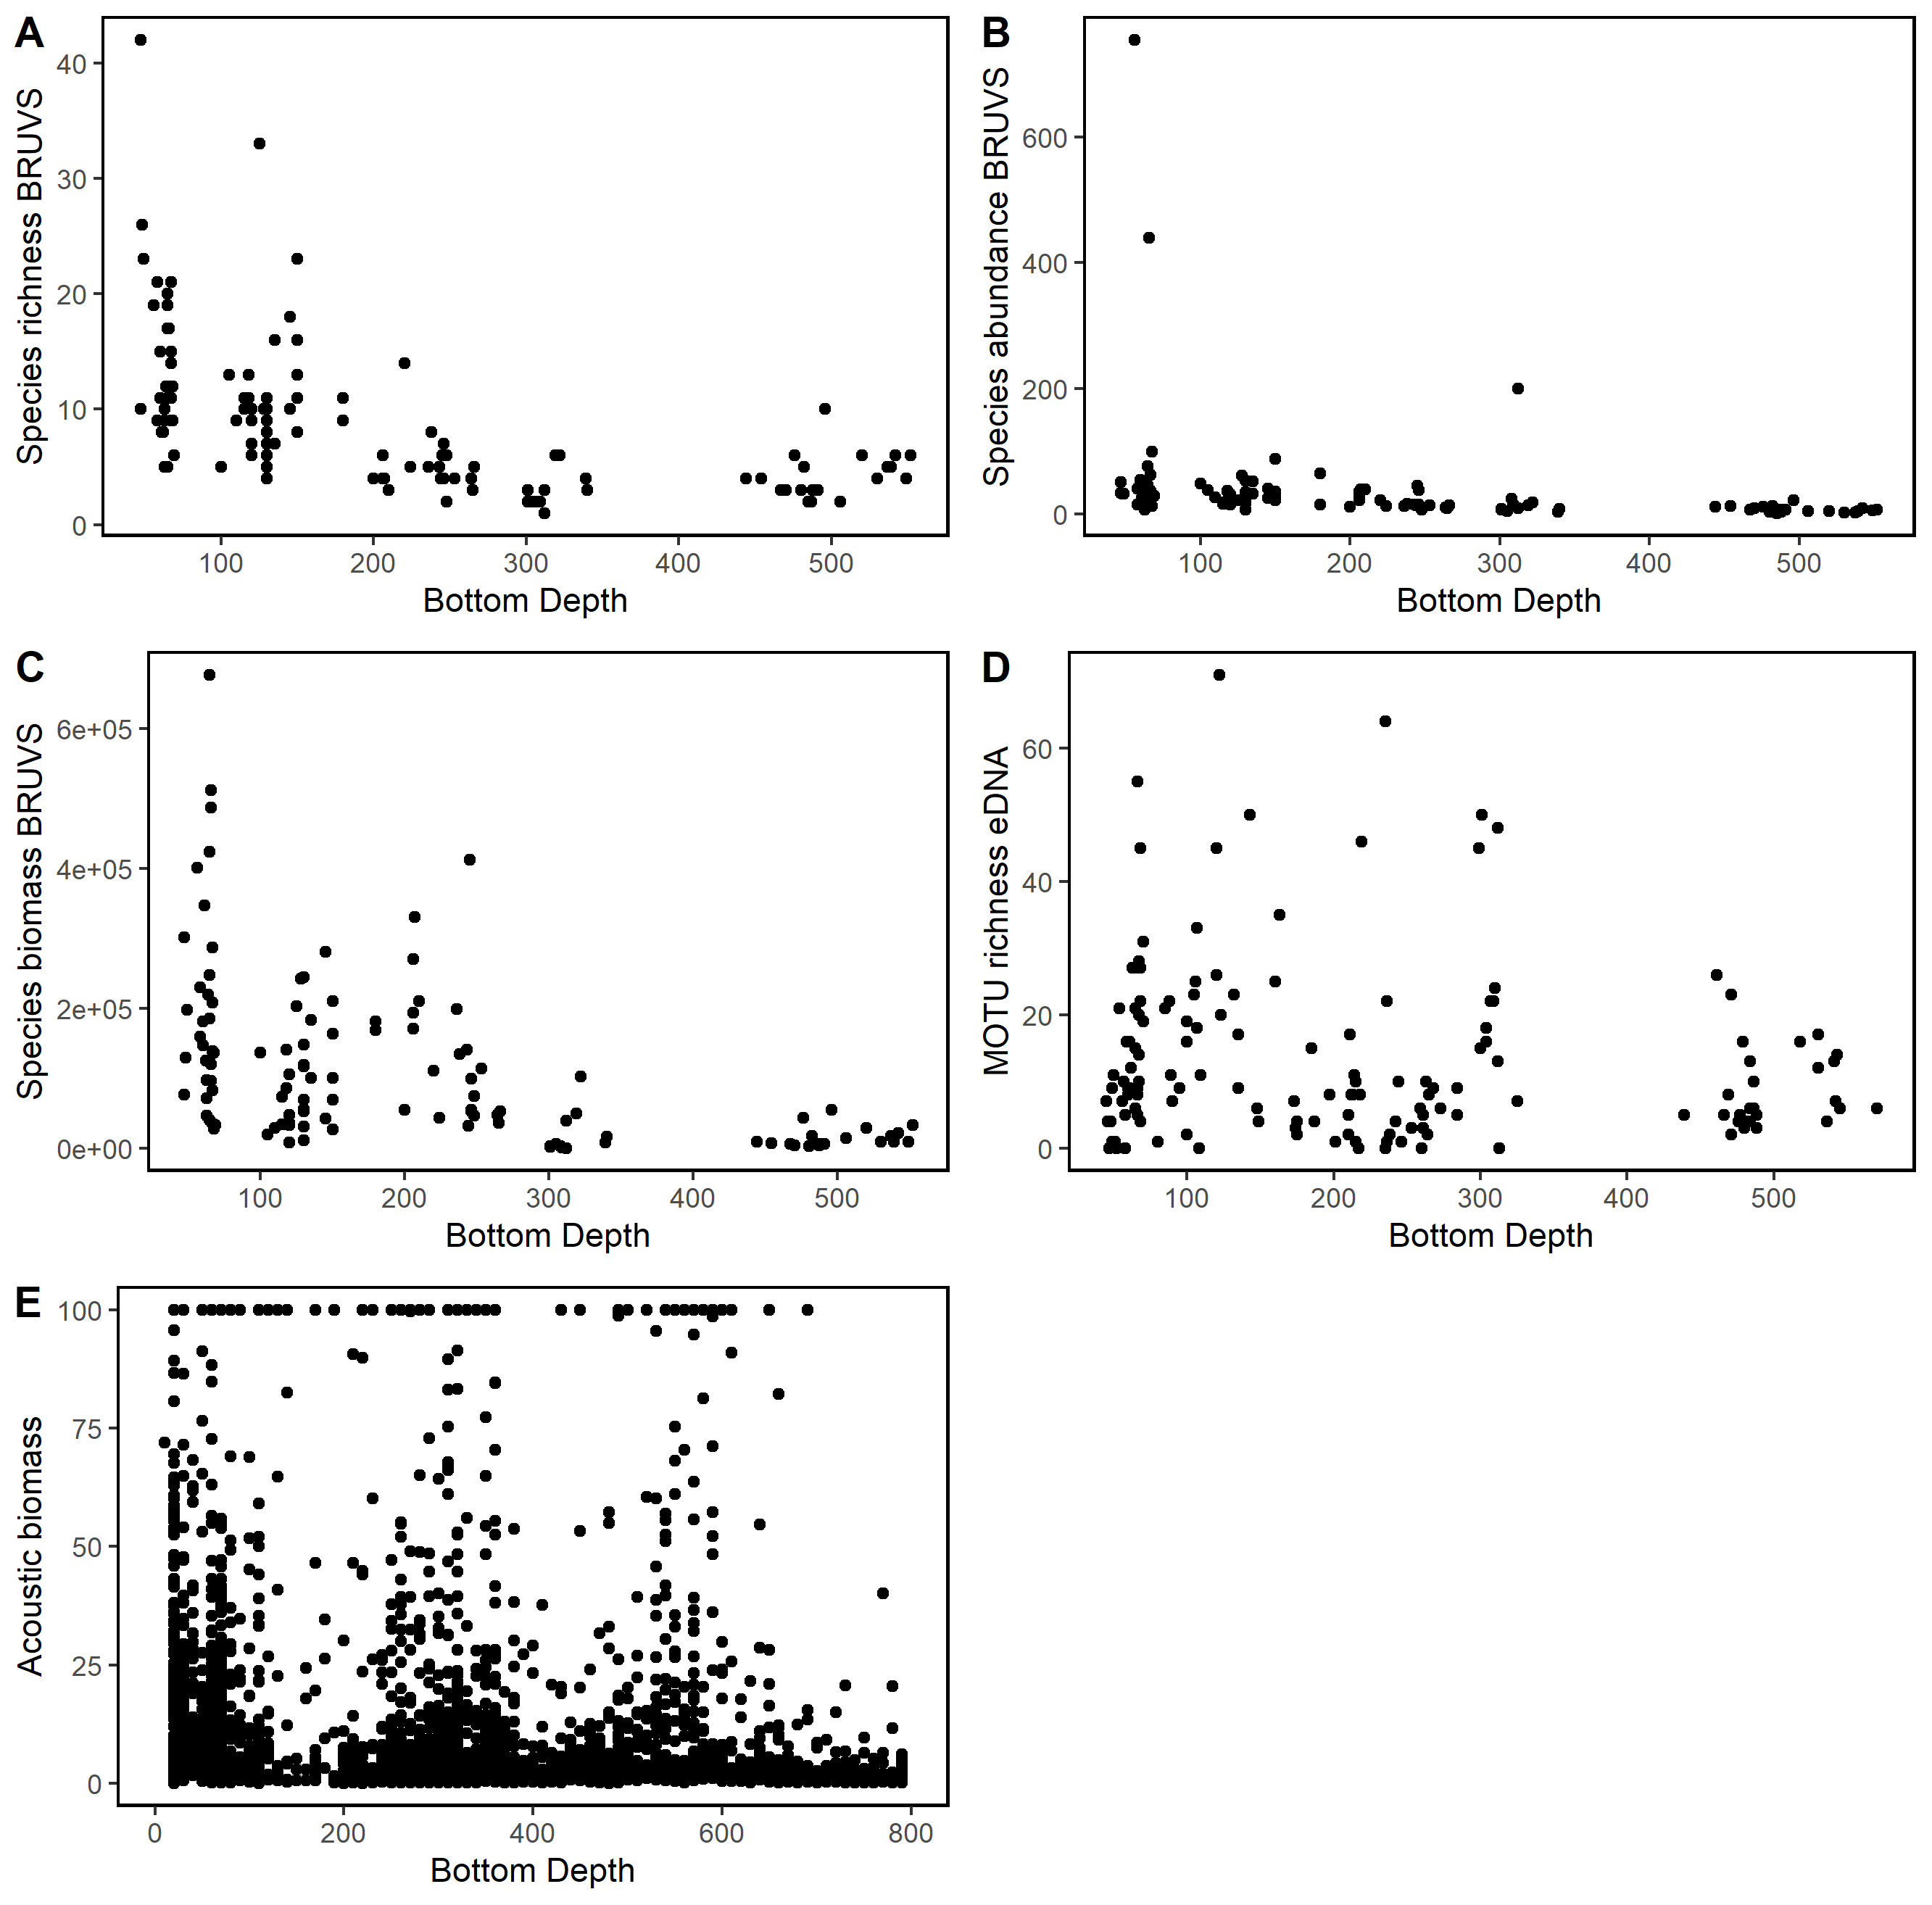 A
Species richness BRUVS
40
30
20
10
0
100 200 300 400 500
Bottom Depth
B
Species abundance BRUVS
600
400
200
0
100 200 300 400 500
Bottom Depth
C
Species biomass BRUVS
6e+05
4e+05
2e+05
0e+00
100 200 300 400 500
Bottom Depth
D
MOTU richness eDNA
60
40
20
0
100 200 300 400 500
Bottom Depth
E
Acoustic biomass
100
75
50
25
0
0 200 400 600 800
Bottom Depth